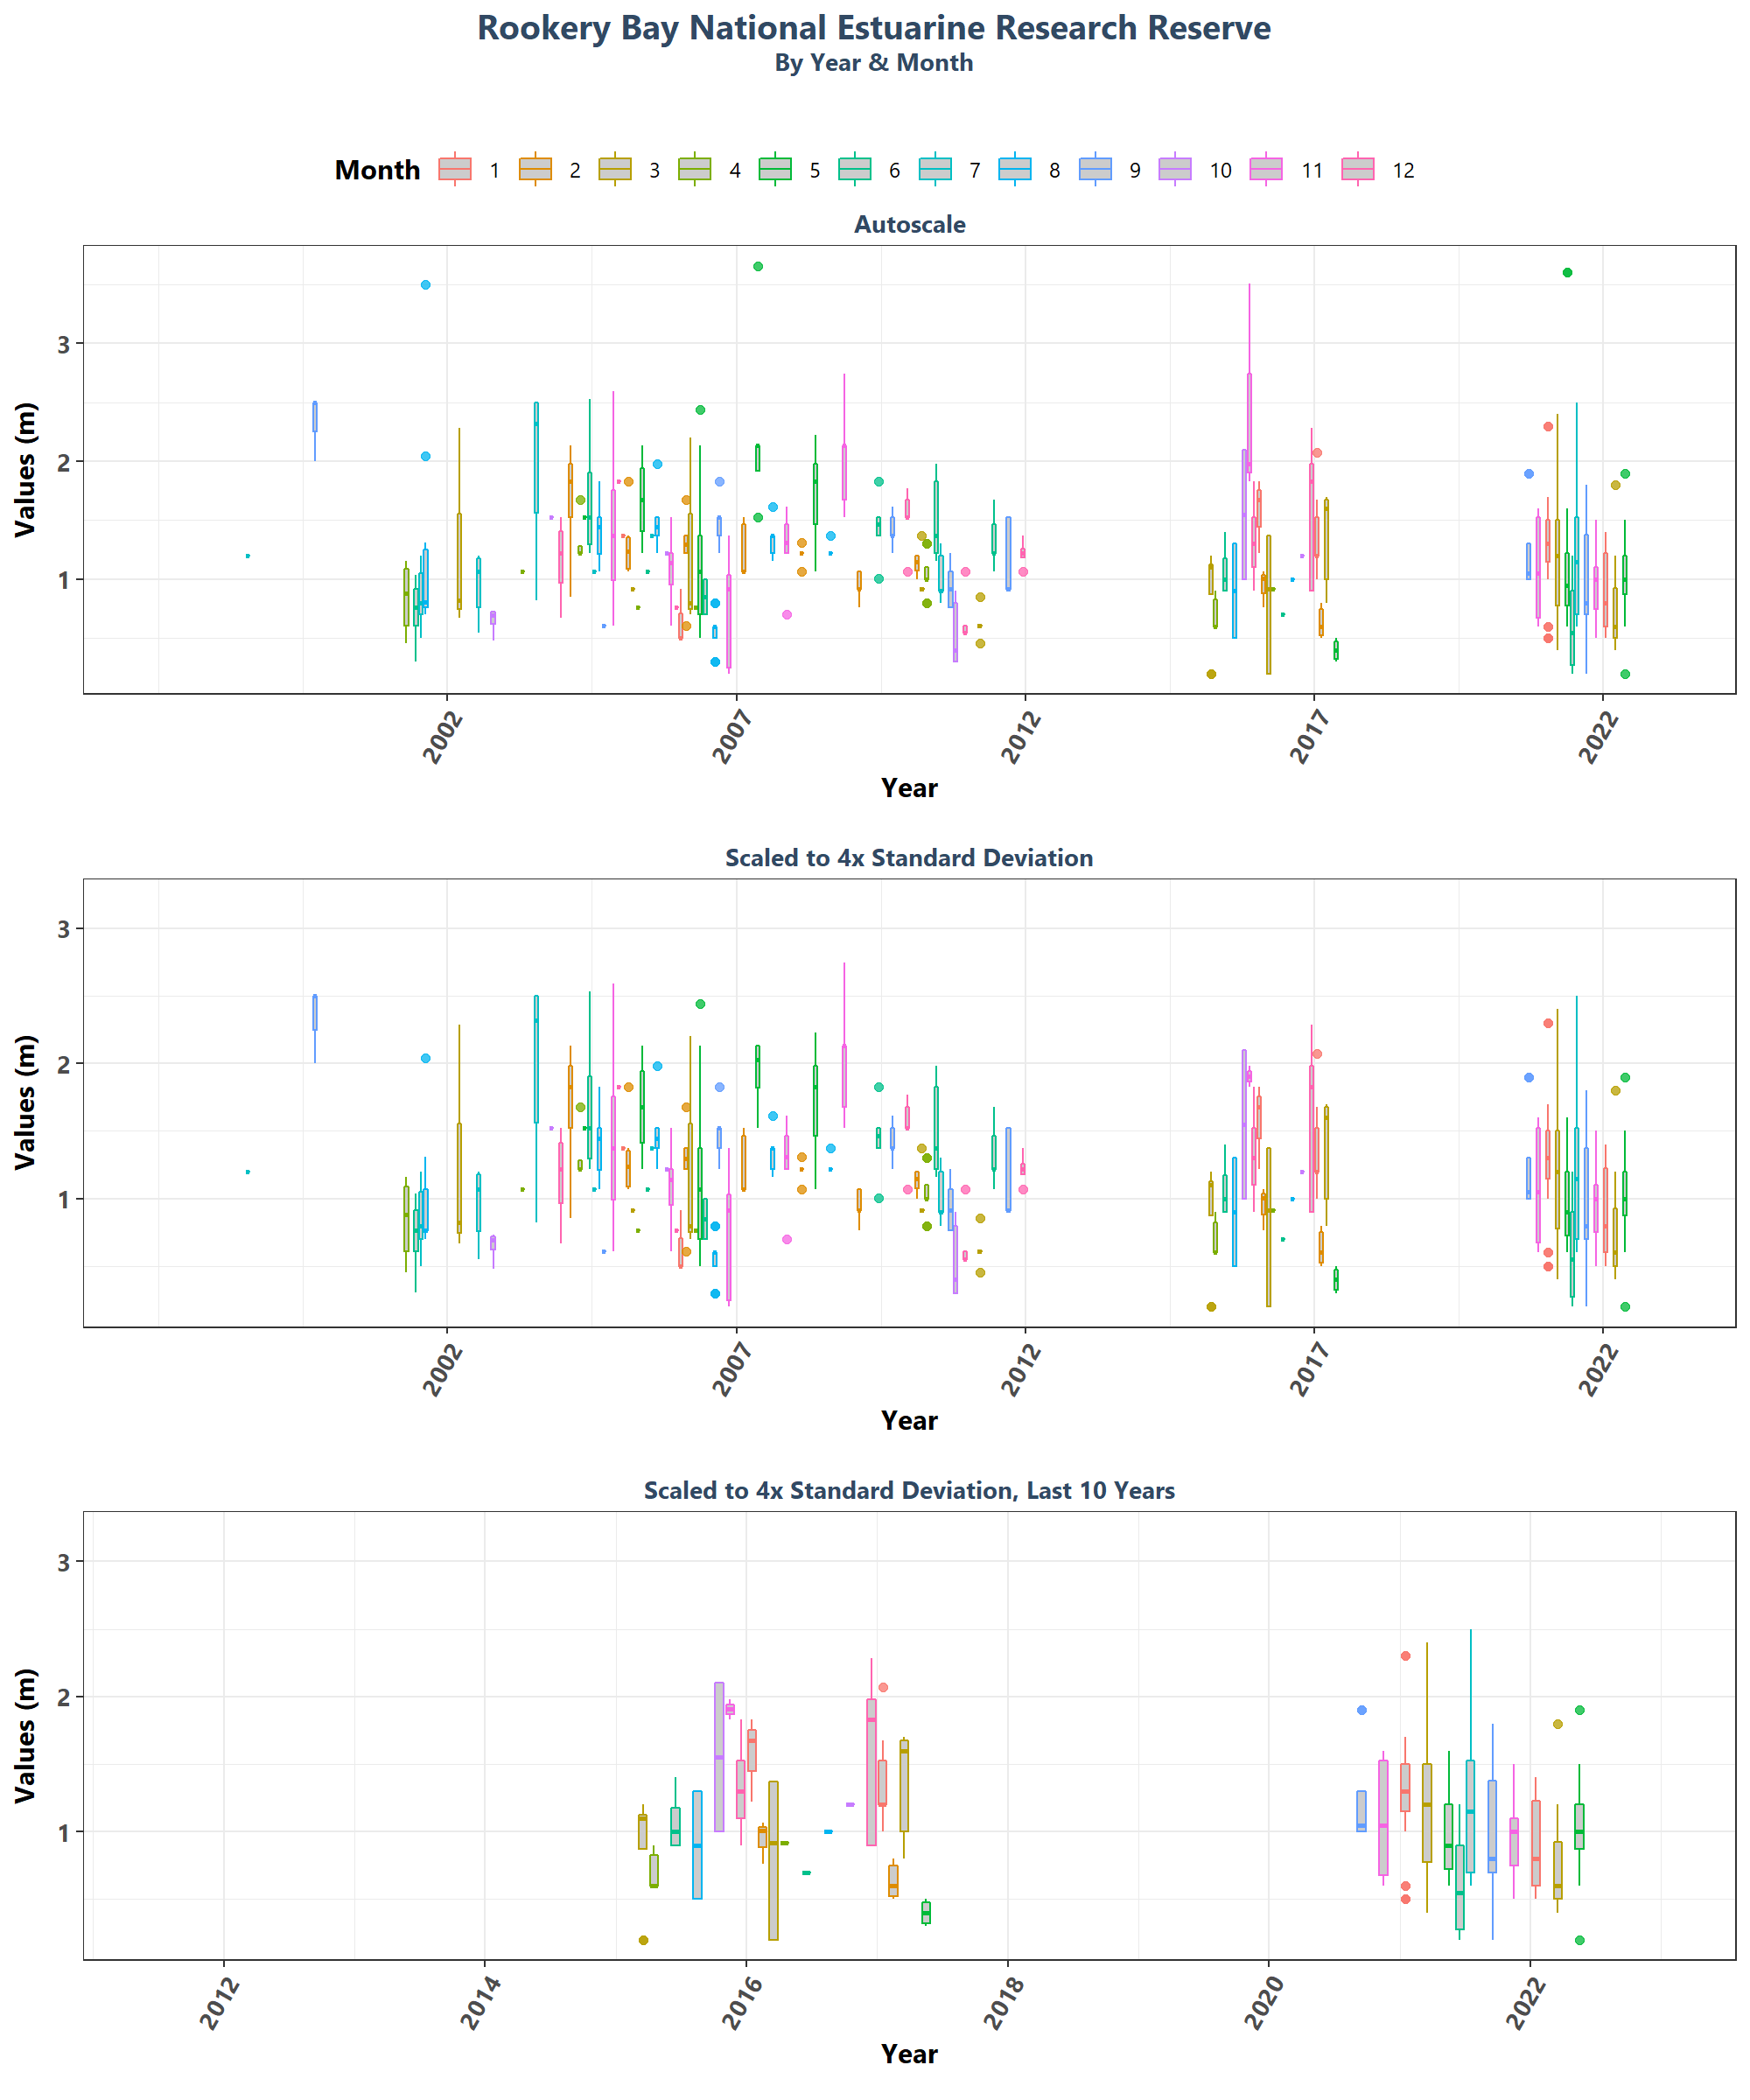 Rookery Bay National Estuarine Research Reserve
By Year & Month
Month 1 2 3 4 5 6 7 8 9 10 11 12
Autoscale
Values (m)
3
2
1
2002 2007 2012 2017 2022
Year
Scaled to 4x Standard Deviation
Values (m)
3
2
1
2002 2007 2012 2017 2022
Year
Scaled to 4x Standard Deviation, Last 10 Years
Values (m)
3
2
1
2012 2014 2016 2018 2020 2022
Year